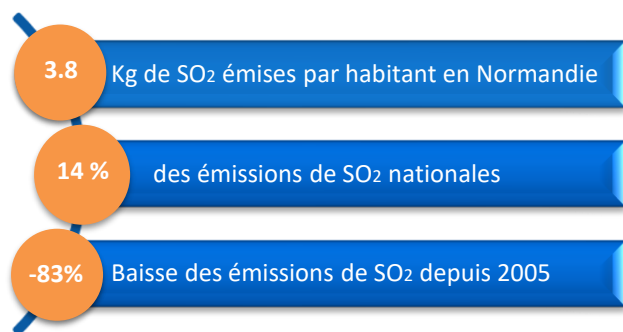 3.8 Kg de SO2 émises par habitant en Normandie
14 % des émissions de SO2 nationales
-83% Baisse des émissions de SO2 depuis 2005